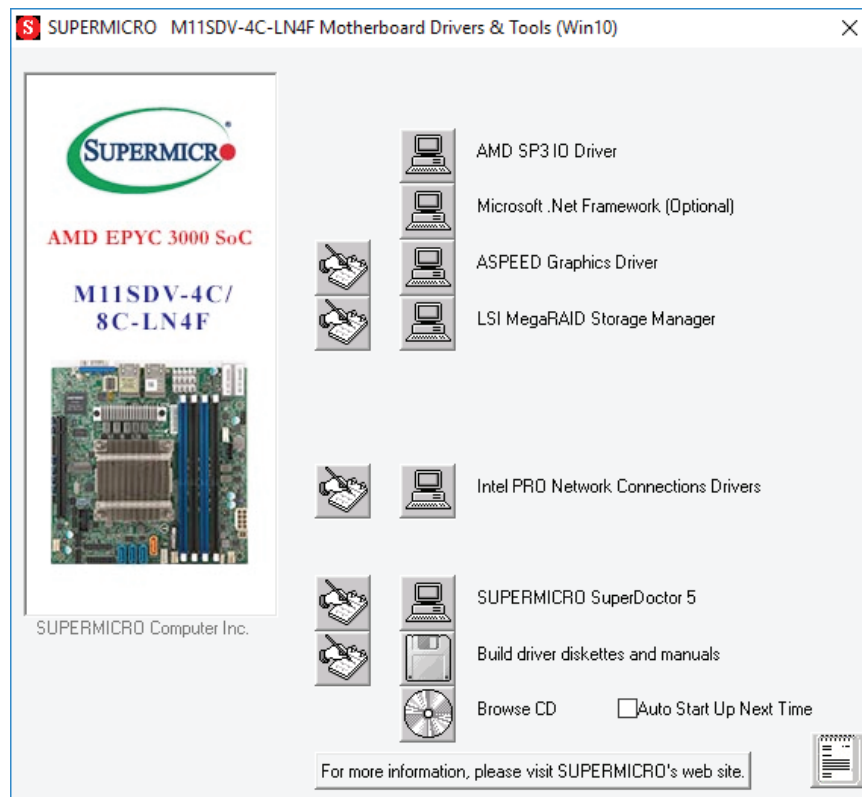 SUPERMICRO M11SDV-4C-LN4F Motherboard Drivers & Tools (Win10)
SUPERMICRO
AMD EPYC 3000 SoC
M11SDV-4C/
8C-LN4F
SUPERMICRO Computer Inc.
AMD SP3 IO Driver
Microsoft .Net Framework (Optional)
ASPEED Graphics Driver
LSI MegaRAID Storage Manager
Intel PRO Network Connections Drivers
SUPERMICRO SuperDoctor 5
Build driver diskettes and manuals
Browse CD Auto Start Up Next Time
For more information, please visit SUPERMICRO's web site.